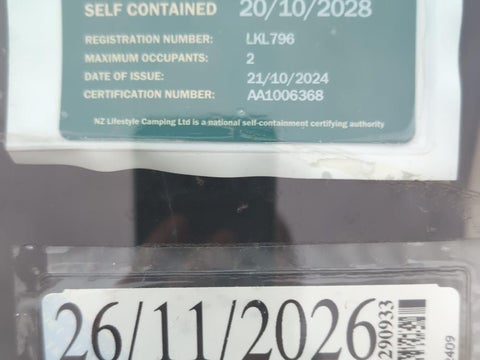 SELF CONTAINED 20/10/2028
REGISTRATION NUMBER: LKL796
MAXIMUM OCCUPANTS: 2
DATE OF ISSUE: 21/10/2024
CERTIFICATION NUMBER: AA1006368
NZ Lifestyle Camping Ltd is a national self-containment certifying authority
26/11/2026
290933
409